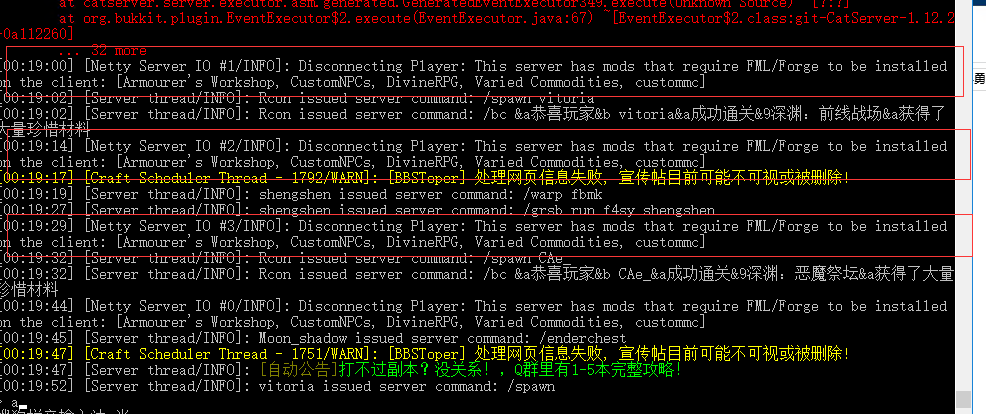 at catserver.server.executor.asm.generated.GeneratedEventExecutor349.execute(Unknown Source) ~[?:?]
at org.bukkit.plugin.EventExecutor$2.execute(EventExecutor.java:67) ~[EventExecutor$2.class:git-CatServer-1.12.2
-0a112260]
... 32 more
[00:19:00] [Netty Server IO #1/INFO]: Disconnecting Player: This server has mods that require FML/Forge to be installed
on the client: [Armourer's Workshop, CustomNPCs, DivineRPG, Varied Commodities, custommc]
[00:19:02] [Server thread/INFO]: Rcon issued server command: /spawn vitoria
[00:19:02] [Server thread/INFO]: Rcon issued server command: /bc &a恭喜玩家&b vitoria&a成功通关&9深渊：前线战场&a获得了
大量珍惜材料
[00:19:14] [Netty Server IO #2/INFO]: Disconnecting Player: This server has mods that require FML/Forge to be installed
on the client: [Armourer's Workshop, CustomNPCs, DivineRPG, Varied Commodities, custommc]
[00:19:17] [Craft Scheduler Thread - 1792/WARN]: [BBSToper] 处理网页信息失败，宣传帖目前可能不可视或被删除!
[00:19:19] [Server thread/INFO]: shengshen issued server command: /warp fbmk
[00:19:27] [Server thread/INFO]: shengshen issued server command: /grsb run f4sy shengshen
[00:19:29] [Netty Server IO #3/INFO]: Disconnecting Player: This server has mods that require FML/Forge to be installed
on the client: [Armourer's Workshop, CustomNPCs, DivineRPG, Varied Commodities, custommc]
[00:19:32] [Server thread/INFO]: Rcon issued server command: /spawn CAe_
[00:19:32] [Server thread/INFO]: Rcon issued server command: /bc &a恭喜玩家&b CAe_&a成功通关&9深渊：恶魔祭坛&a获得了大量
珍惜材料
[00:19:44] [Netty Server IO #0/INFO]: Disconnecting Player: This server has mods that require FML/Forge to be installed
on the client: [Armourer's Workshop, CustomNPCs, DivineRPG, Varied Commodities, custommc]
[00:19:45] [Server thread/INFO]: Moon_shadow issued server command: /enderchest
[00:19:47] [Craft Scheduler Thread - 1751/WARN]: [BBSToper] 处理网页信息失败，宣传帖目前可能不可视或被删除!
[00:19:47] [Server thread/INFO]: [自动公告]打不过副本？没关系!，Q群里有1-5本完整攻略!
[00:19:52] [Server thread/INFO]: vitoria issued server command: /spawn
> a